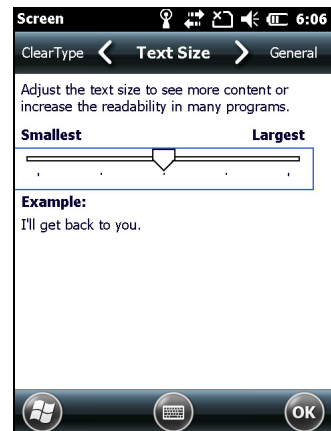 Screen 6:06
ClearType Text Size General
Adjust the text size to see more content or
increase the readability in many programs.
Smallest Largest
Example:
I'll get back to you.
OK